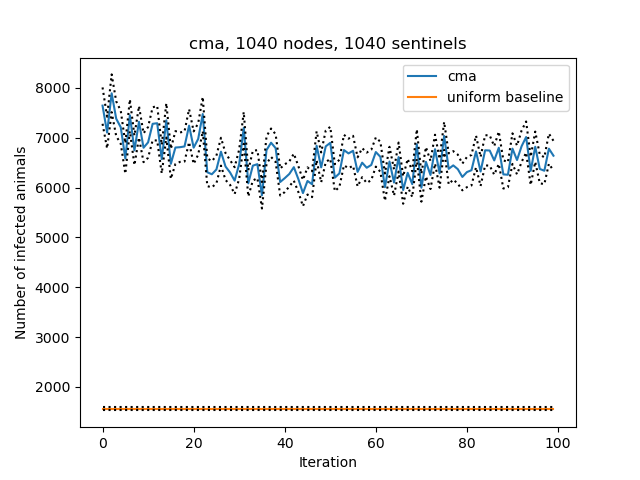 cma, 1040 nodes, 1040 sentinels
cma
uniform baseline
8000
7000
6000
5000
4000
3000
2000
Number of infected animals
0 20 40 60 80 100
Iteration